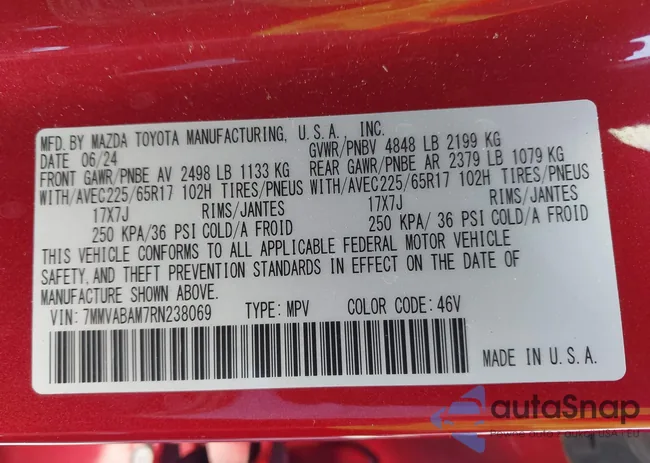 MFD. BY MAZDA TOYOTA MANUFACTURING, U.S.A., INC.
DATE 06/24 GVWR/PNBV 4848 LB 2199 KG
FRONT GAWR/PNBE AV 2498 LB 1133 KG REAR GAWR/PNBE AR 2379 LB 1079 KG
WITH/AVEC225/65R17 102H TIRES/PNEUS WITH/AVEC225/65R17 102H TIRES/PNEUS
17X7J RIMS/JANTES 17X7J RIMS/JANTES
250 KPA/36 PSI COLD/A FROID 250 KPA/ 36 PSI COLD/A FROID
THIS VEHICLE CONFORMS TO ALL APPLICABLE FEDERAL MOTOR VEHICLE
SAFETY, AND THEFT PREVENTION STANDARDS IN EFFECT ON THE DATE OF
MANUFACTURE SHOWN ABOVE.
VIN: 7MMVABAM7RN238069 TYPE: MPV COLOR CODE: 46V
MADE IN U.S.A.
autoSnap